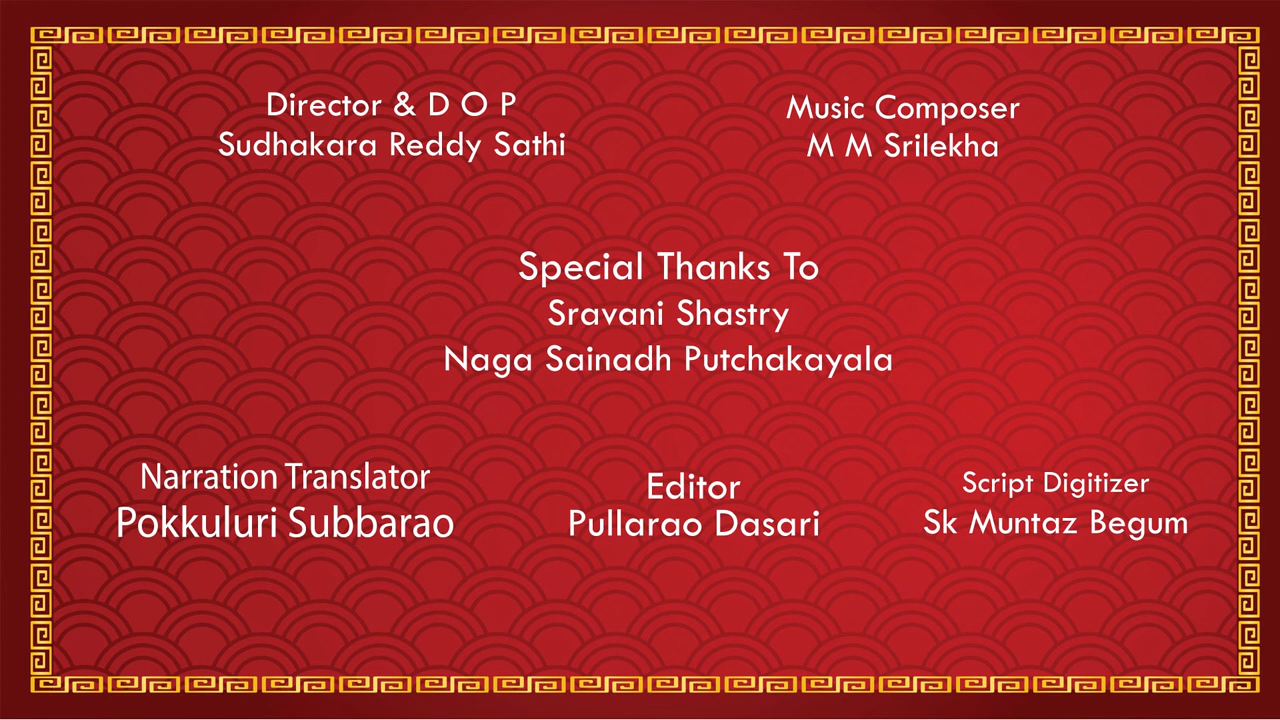 Director & D O P
Sudhakara Reddy Sathi
Music Composer
M M Srilekha
Special Thanks To
Sravani Shastry
Naga Sainadh Putchakayala
Narration Translator
Pokkuluri Subbarao
Editor
Pullarao Dasari
Script Digitizer
Sk Muntaz Begum